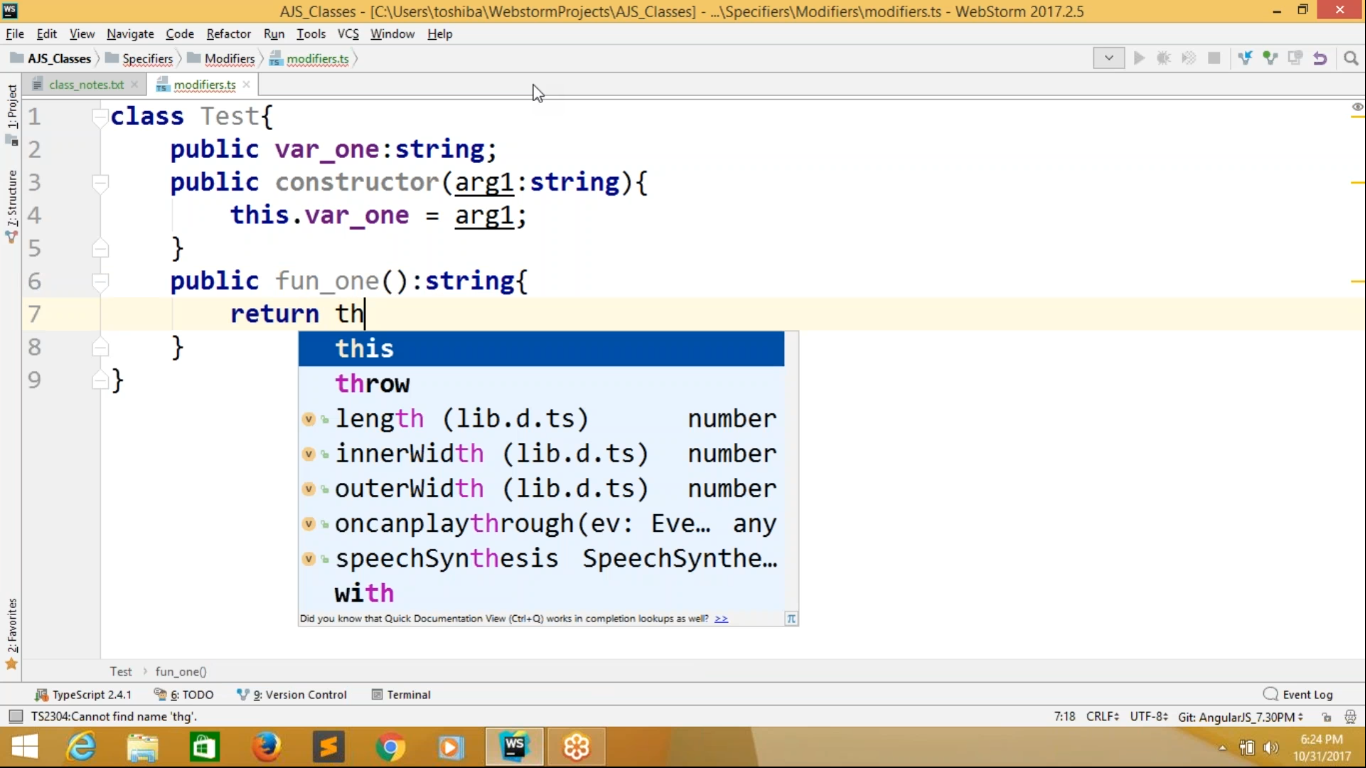 WS AJS_Classes - [C:\Users\toshiba\WebstormProjects\AJS_Classes] - ...\Specifiers\Modifiers\modifiers.ts - WebStorm 2017.2.5
File Edit View Navigate Code Refactor Run Tools VCS Window Help
AJS_Classes Specifiers Modifiers modifiers.ts
class_notes.txt modifiers.ts
1: Project
7: Structure
2: Favorites
1 class Test{
2 public var_one:string;
3 public constructor(arg1:string){
4 this.var_one = arg1;
5 }
6 public fun_one():string{
7 return th
8 }
9 }
this
throw
length (lib.d.ts) number
innerWidth (lib.d.ts) number
outerWidth (lib.d.ts) number
oncanplaythrough(ev: Eve… any
speechSynthesis SpeechSynthe…
with
Did you know that Quick Documentation View (Ctrl+Q) works in completion lookups as well? >> π
Test fun_one()
TypeScript 2.4.1 6: TODO 9: Version Control Terminal Event Log
TS2304:Cannot find name 'thg'. 7:18 CRLF UTF-8 Git: AngularJS_7.30PM
WS
6:24 PM
10/31/2017